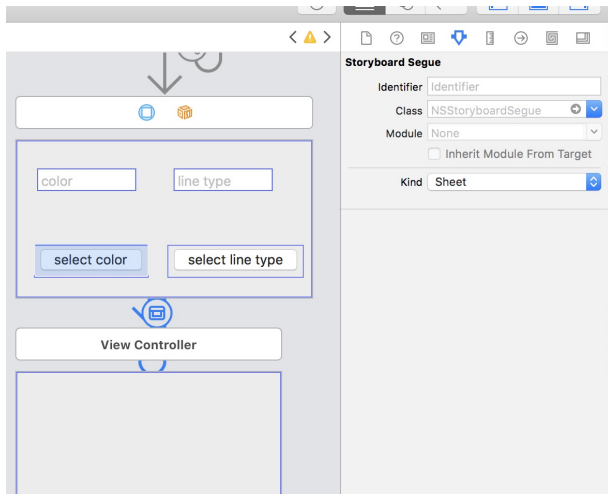 Storyboard Segue
Identifier Identifier
Class NSStoryboardSegue
Module None
Inherit Module From Target
Kind Sheet
color line type
select color select line type
View Controller